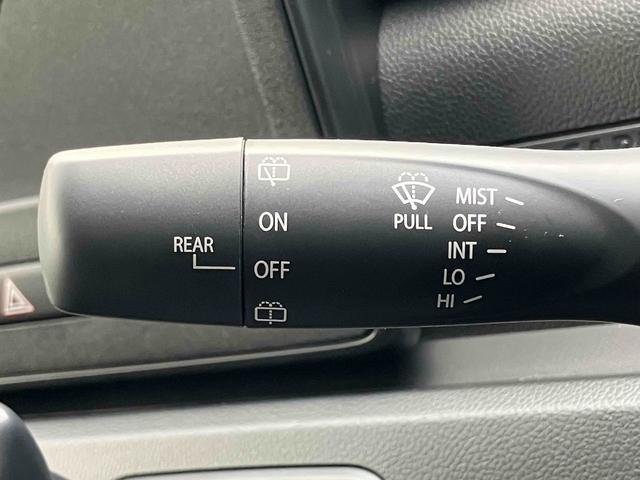 REAR
ON
OFF
PULL
MIST
OFF
INT
LO
HI